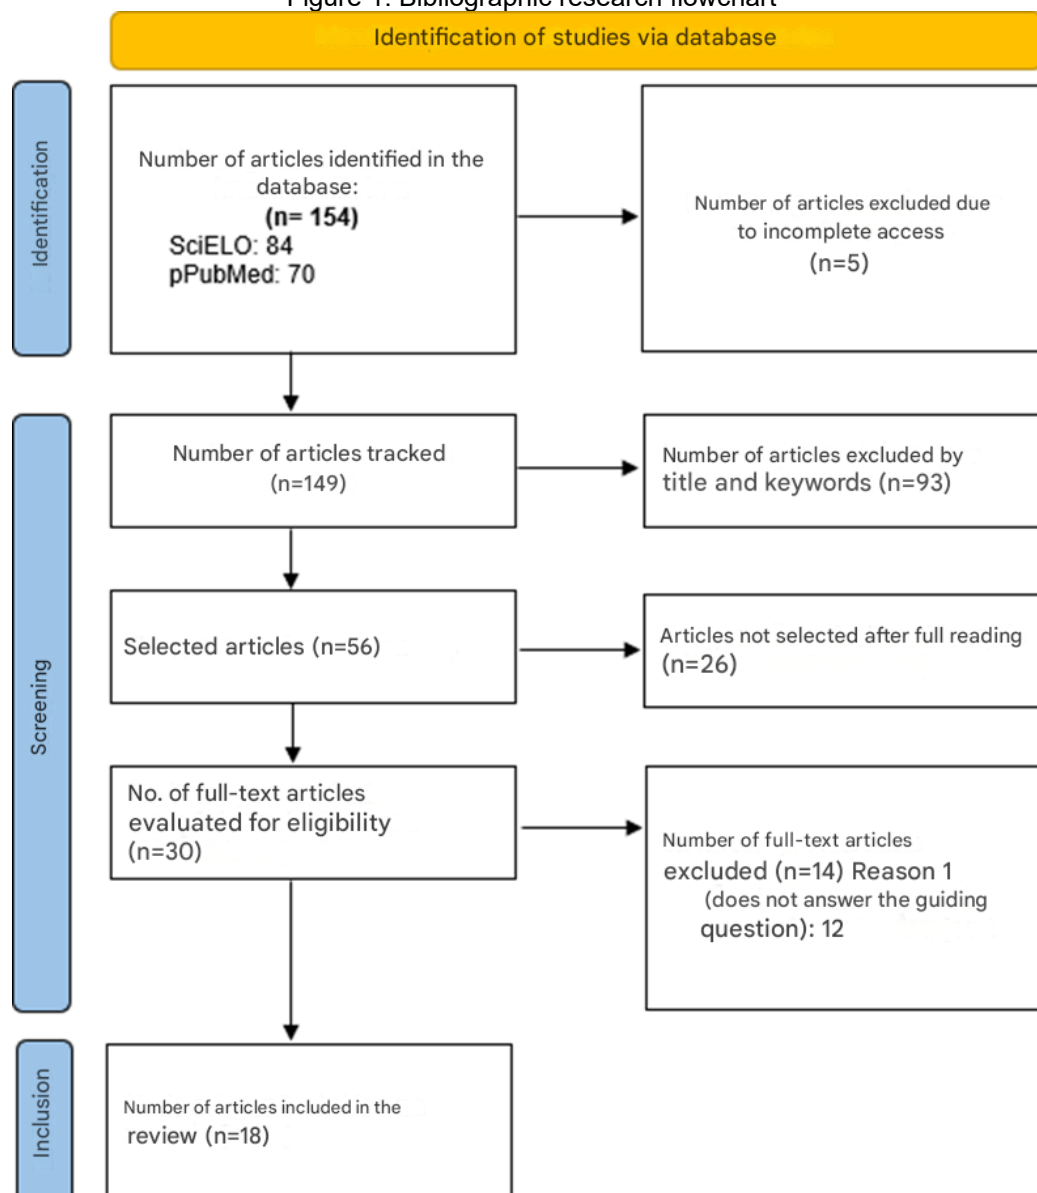 Figure 1: Bibliographic research flowchart
Identification of studies via database
Identification
Number of articles identified in the
database:
(n= 154)
SciELO: 84
pPubMed: 70
Number of articles excluded due
to incomplete access
(n=5)
Screening
Number of articles tracked
(n=149)
Number of articles excluded by
title and keywords (n=93)
Selected articles (n=56)
Articles not selected after full reading
(n=26)
No. of full-text articles
evaluated for eligibility
(n=30)
Number of full-text articles
excluded (n=14) Reason 1
(does not answer the guiding
question): 12
Inclusion
Number of articles included in the
review (n=18)